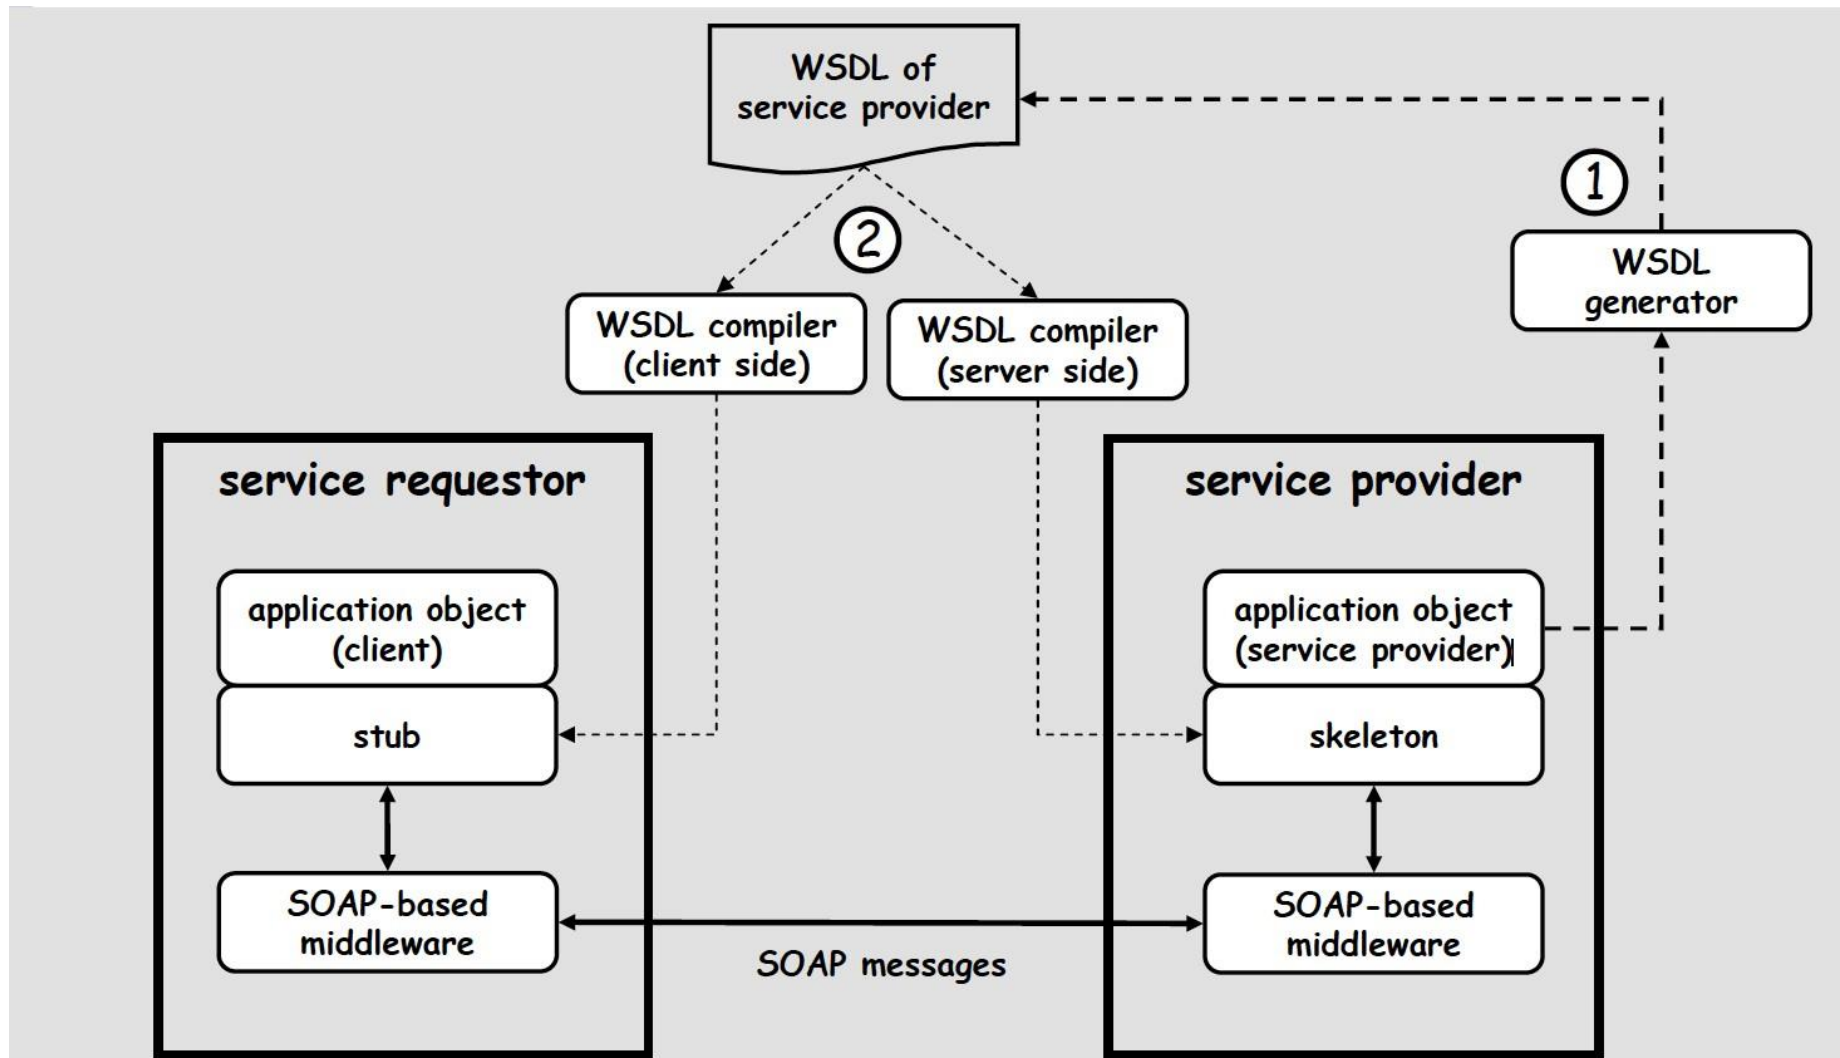 WSDL of
service provider
1
2
WSDL
generator
WSDL compiler
(client side)
WSDL compiler
(server side)
service requestor
service provider
application object
(client)
application object
(service provider)
stub
skeleton
SOAP-based
middleware
SOAP-based
middleware
SOAP messages